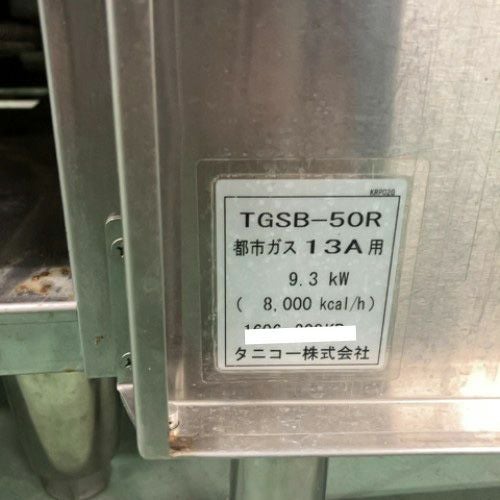 KRP020
TGSB-50R
都市ガス 13A用
9.3 kW
( 8,000 kcal/h)
タニコー株式会社